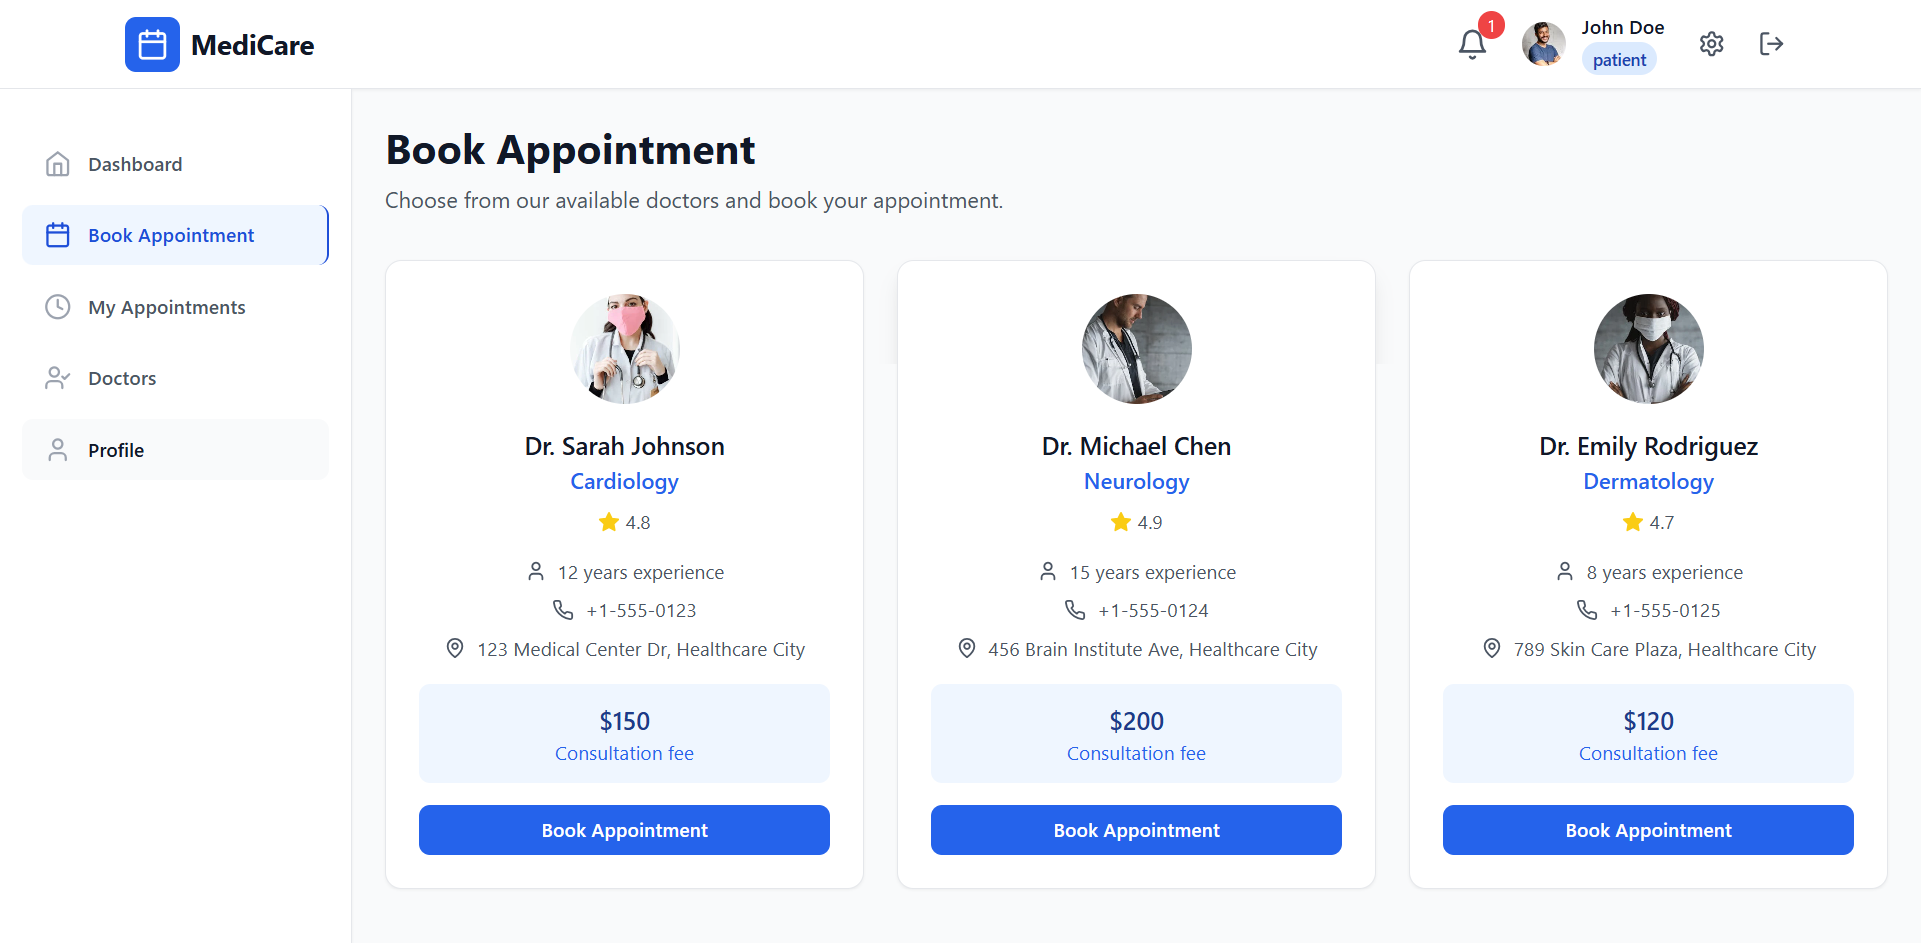 MediCare
1
John Doe
patient
Dashboard
Book Appointment
My Appointments
Doctors
Profile
Book Appointment
Choose from our available doctors and book your appointment.
Dr. Sarah Johnson
Cardiology
4.8
12 years experience
+1-555-0123
123 Medical Center Dr, Healthcare City
$150
Consultation fee
Book Appointment
Dr. Michael Chen
Neurology
4.9
15 years experience
+1-555-0124
456 Brain Institute Ave, Healthcare City
$200
Consultation fee
Book Appointment
Dr. Emily Rodriguez
Dermatology
4.7
8 years experience
+1-555-0125
789 Skin Care Plaza, Healthcare City
$120
Consultation fee
Book Appointment